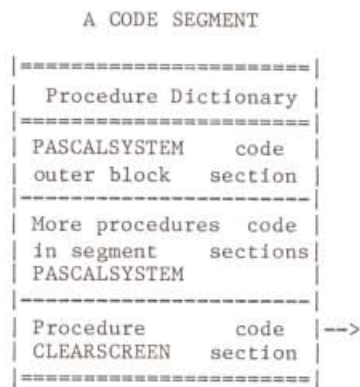 A CODE SEGMENT
|=======================|
| Procedure Dictionary |
|=======================|
| PASCALSYSTEM code |
| outer block section |
|-----------------------|
| More procedures code |
| in segment sections|
| PASCALSYSTEM |
|-----------------------|
| Procedure code |-->
| CLEARSCREEN section |
|=======================|